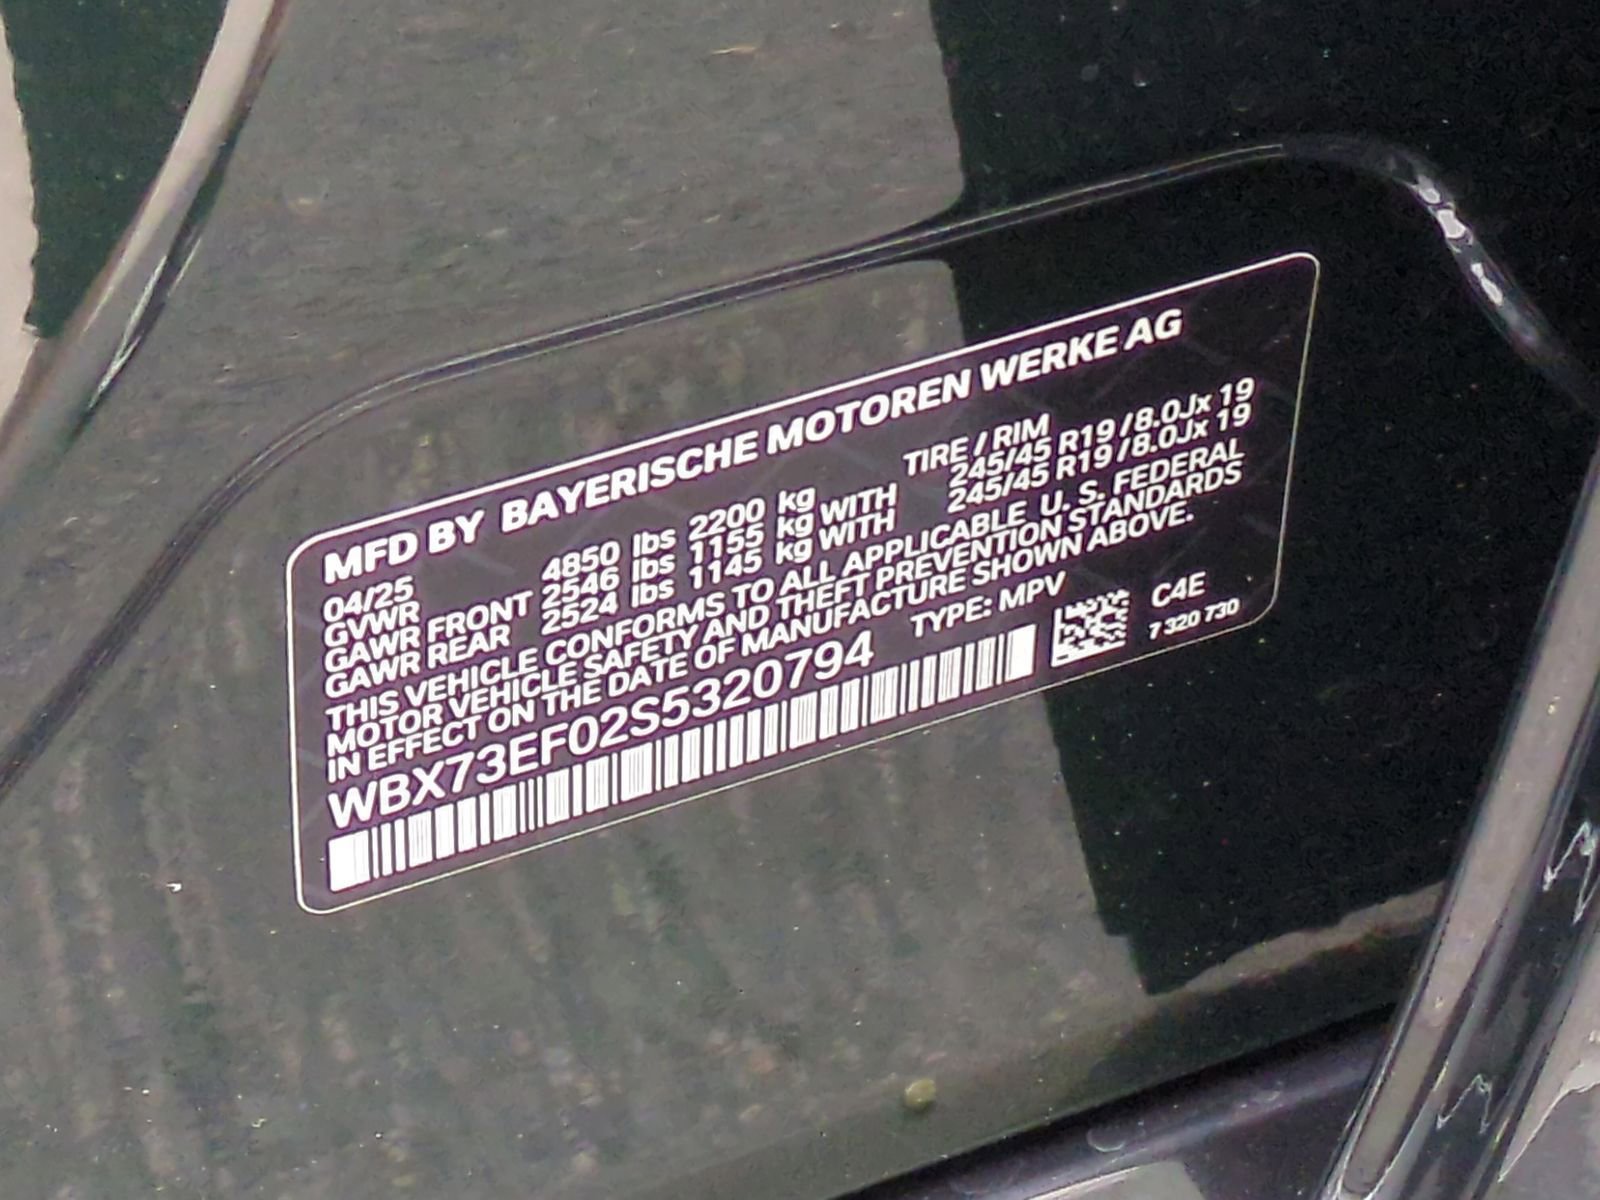 MFD BY BAYERISCHE MOTOREN WERKE AG
04/25 TIRE / RIM
GVWR 4850 lbs 2200 kg
GAWR FRONT 2546 lbs 1155 kg WITH 245/45 R19 /8.0Jx 19
GAWR REAR 2524 lbs 1145 kg WITH 245/45 R19 /8.0Jx 19
THIS VEHICLE CONFORMS TO ALL APPLICABLE U. S. FEDERAL
MOTOR VEHICLE SAFETY AND THEFT PREVENTION STANDARDS
IN EFFECT ON THE DATE OF MANUFACTURE SHOWN ABOVE.
WBX73EF02S5320794 TYPE: MPV C4E
7 320 730